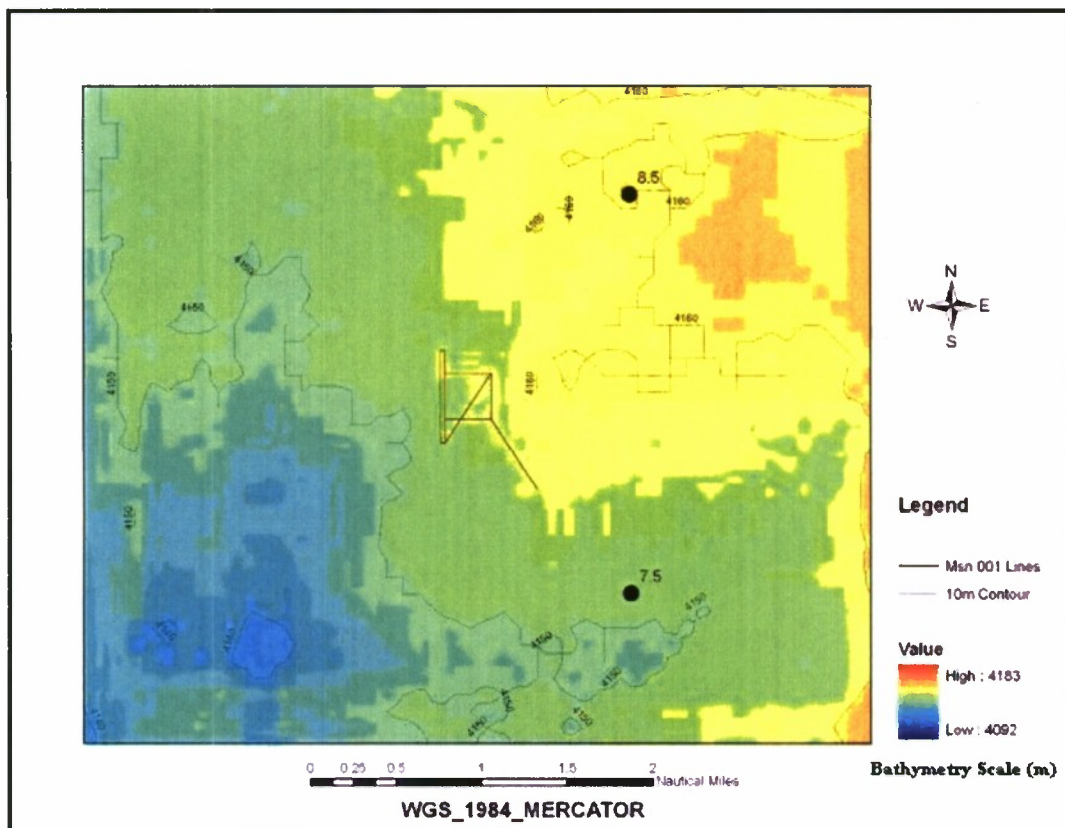 4160
8.5
4160
4160
4150
4160
4150
4160
4150
4150
7.5
4150
4150
4150
4150
4150
4150
N
W E
S
Legend
Msn 001 Lines
10m Contour
Value
High : 4183
Low : 4092
Bathymetry Scale (m)
0 0.25 0.5 1 1.5 2
Nautical Miles
WGS_1984_MERCATOR